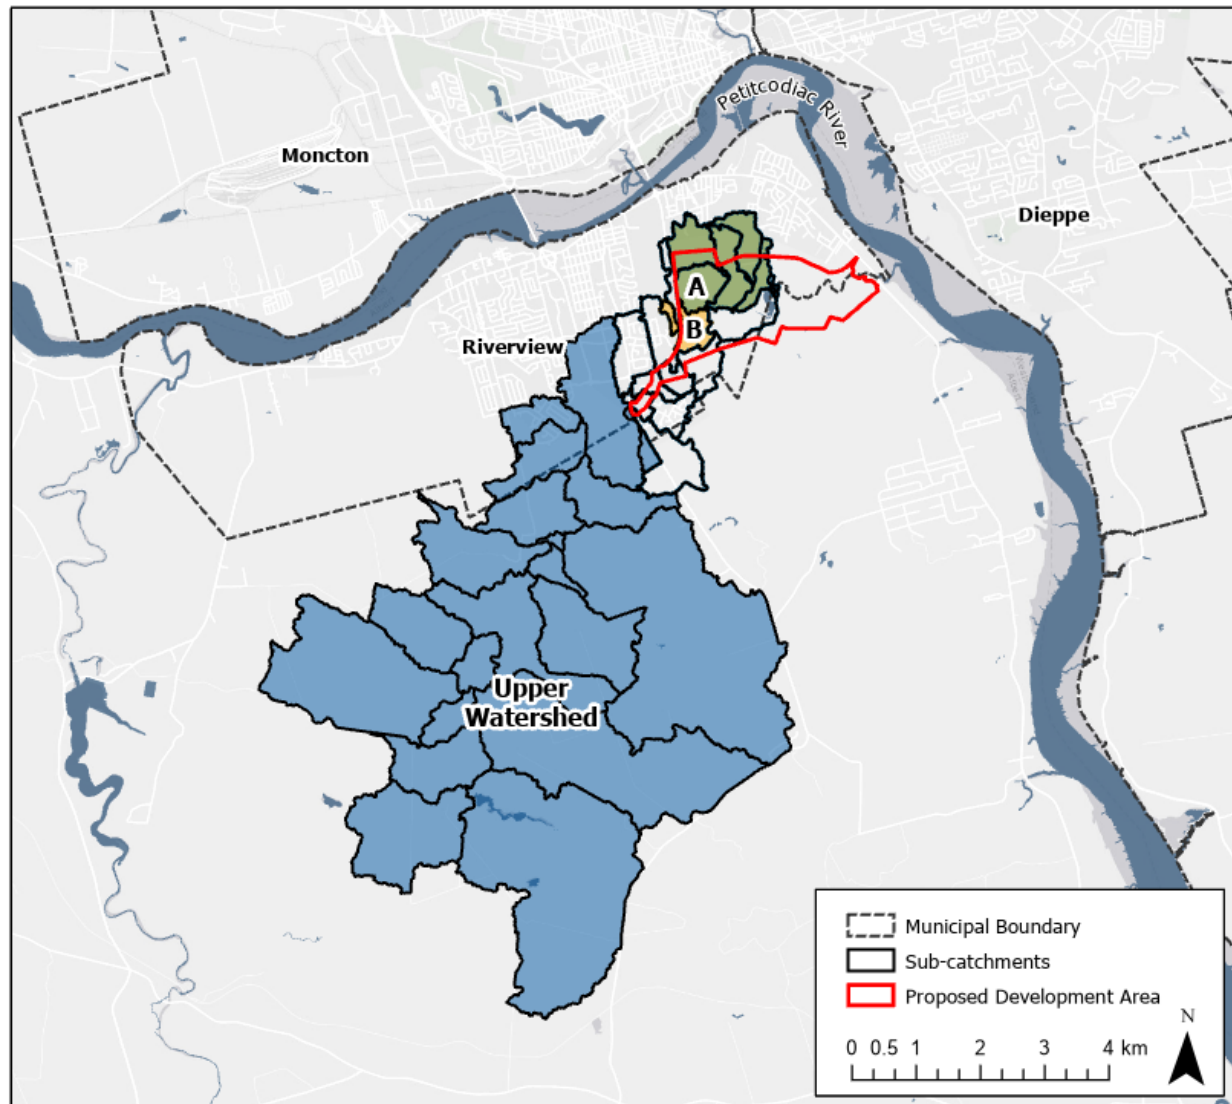 Petitcodiac River
Moncton
Dieppe
A
B
Riverview
Upper
Watershed
Municipal Boundary
Sub-catchments
Proposed Development Area
N
0 0.5 1 2 3 4 km